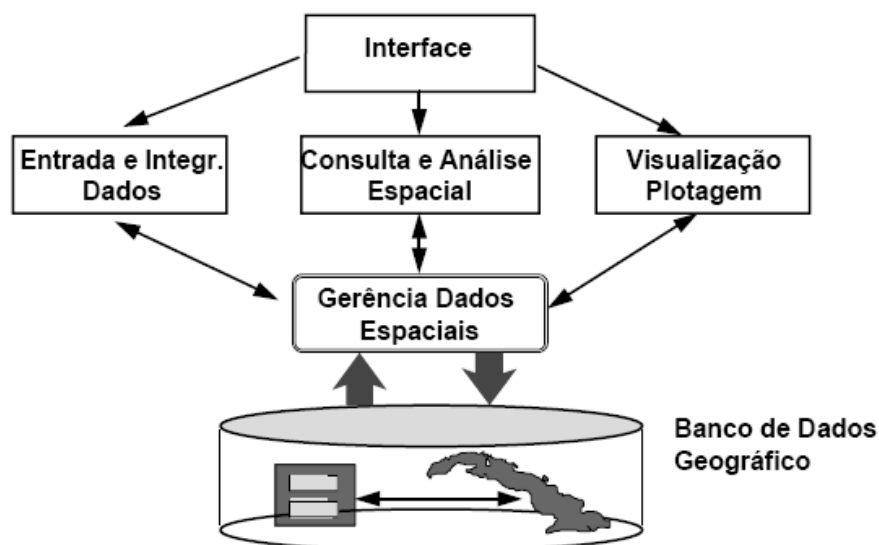 Interface
Entrada e Integr.
Dados
Consulta e Análise
Espacial
Visualização
Plotagem
Gerência Dados
Espaciais
Banco de Dados
Geográfico